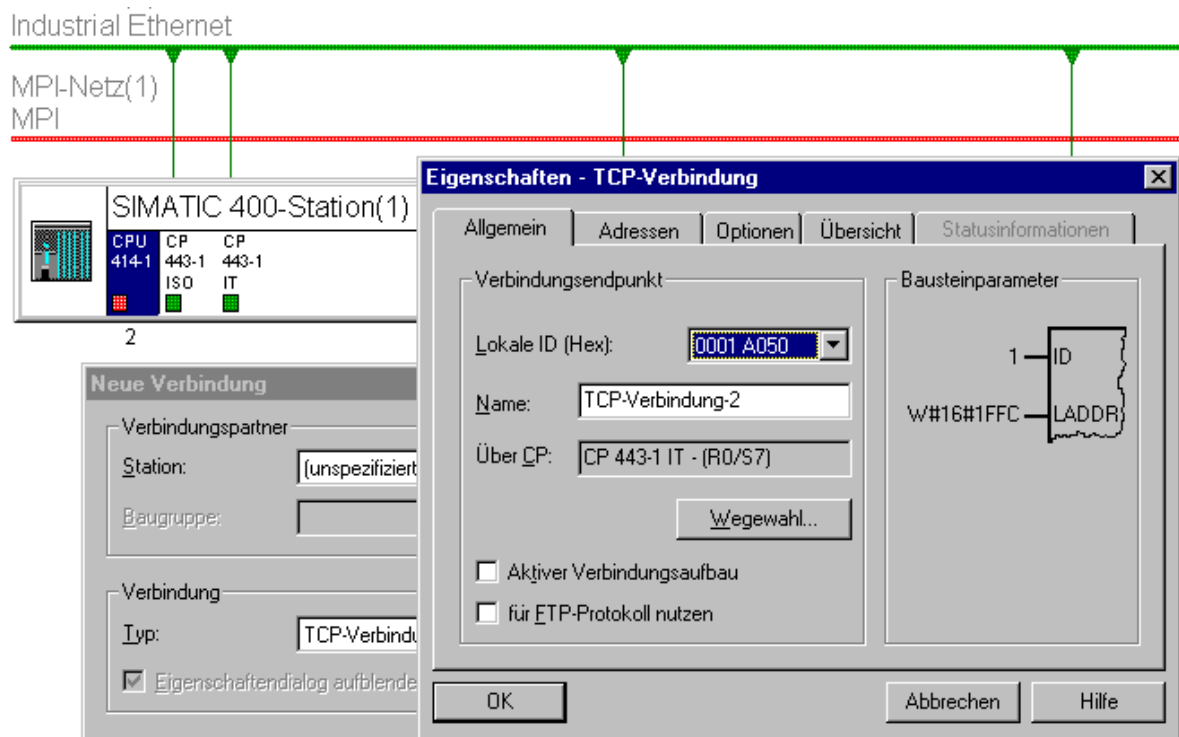 Industrial Ethernet
MPI-Netz(1)
MPI
SIMATIC 400-Station(1)
CPU CP CP
414-1 443-1 443-1
ISO IT
2
Neue Verbindung
Verbindungspartner
Station: (unspezifiziert
Baugruppe:
Verbindung
Typ: TCP-Verbindu
Eigenschaftendialog aufblende
Eigenschaften - TCP-Verbindung
Allgemein Adressen Optionen Übersicht Statusinformationen
Verbindungsendpunkt
Lokale ID (Hex): 0001 A050
Name: TCP-Verbindung-2
Über CP: CP 443-1 IT - (R0/S7)
Wegewahl...
Aktiver Verbindungsaufbau
für FTP-Protokoll nutzen
Bausteinparameter
1 ID
W#16#1FFC LADDR
OK Abbrechen Hilfe